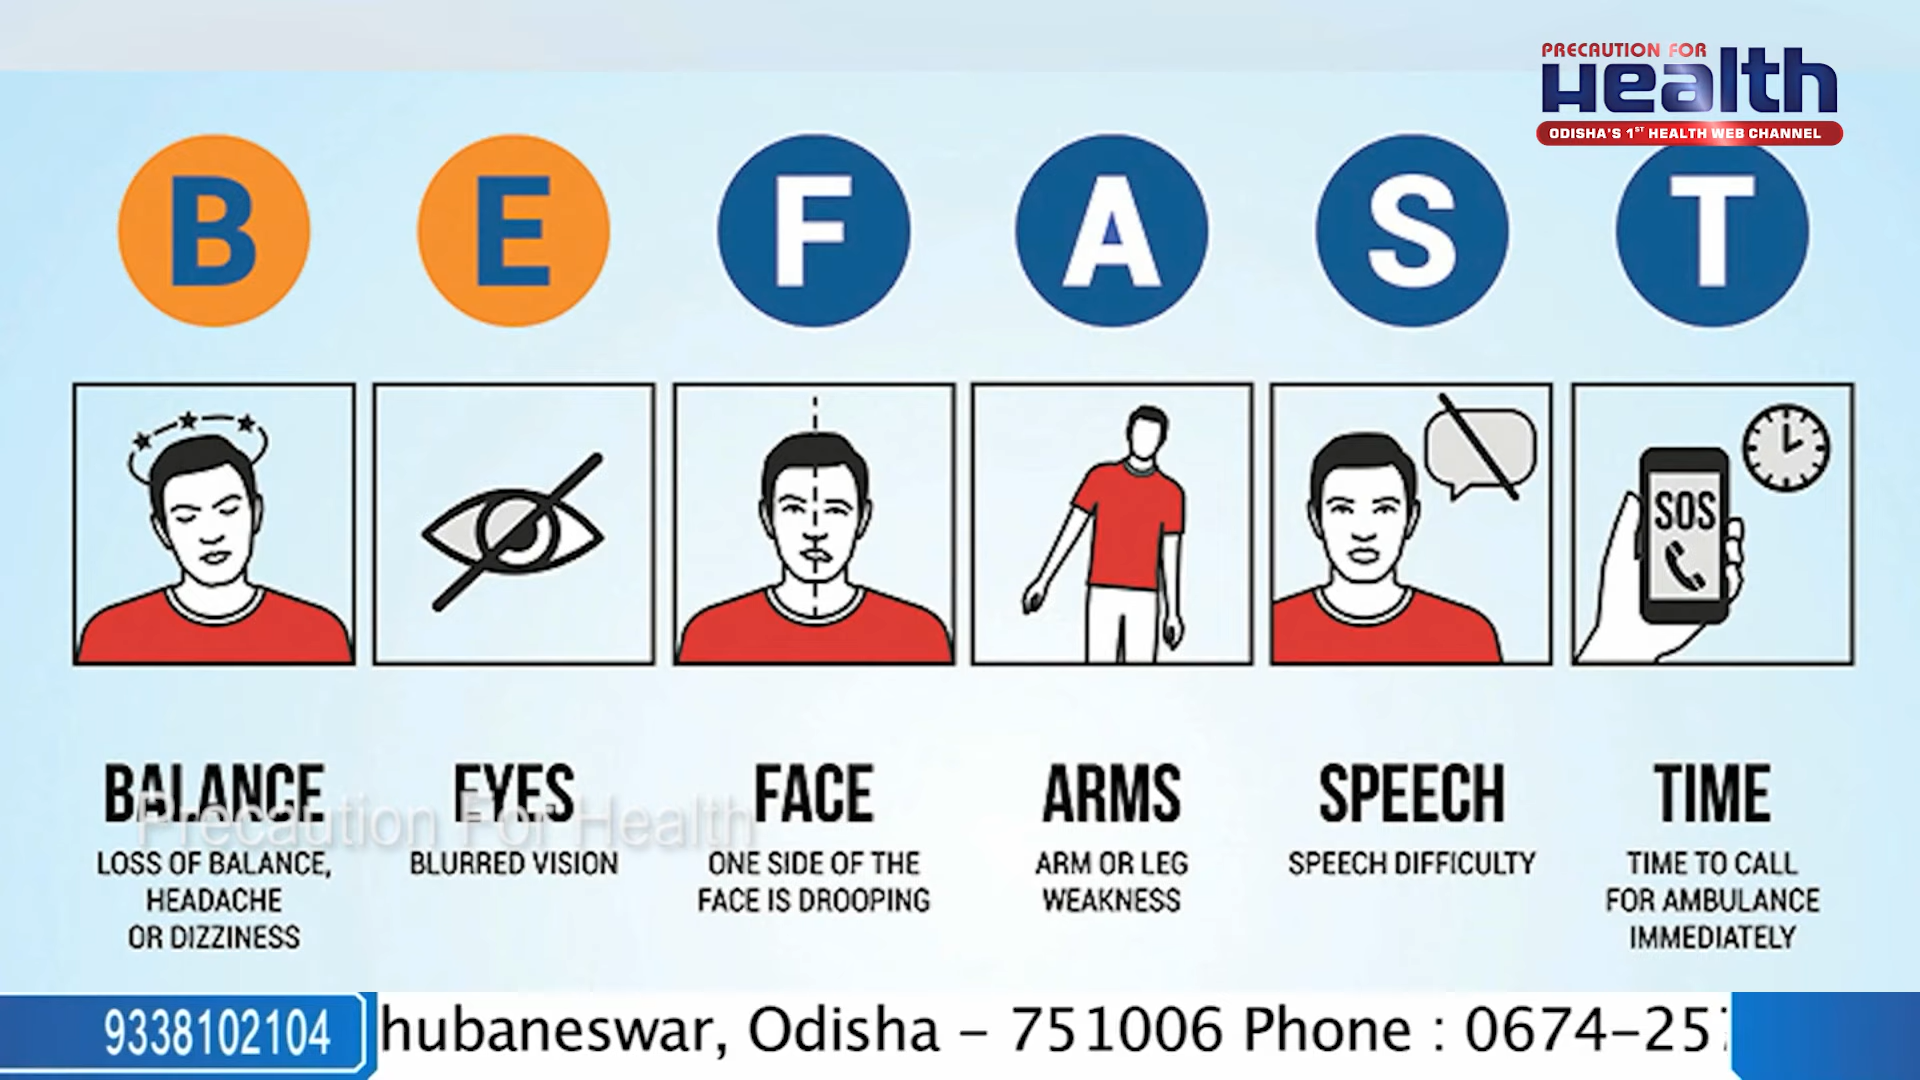 PRECAUTION FOR
Health
ODISHA'S 1ST HEALTH WEB CHANNEL
B E F A S T
SOS
BALANCE
LOSS OF BALANCE,
HEADACHE
OR DIZZINESS
EYES
BLURRED VISION
FACE
ONE SIDE OF THE
FACE IS DROOPING
ARMS
ARM OR LEG
WEAKNESS
SPEECH
SPEECH DIFFICULTY
TIME
TIME TO CALL
FOR AMBULANCE
IMMEDIATELY
Precaution For Health
9338102104
hubaneswar, Odisha – 751006 Phone : 0674–25